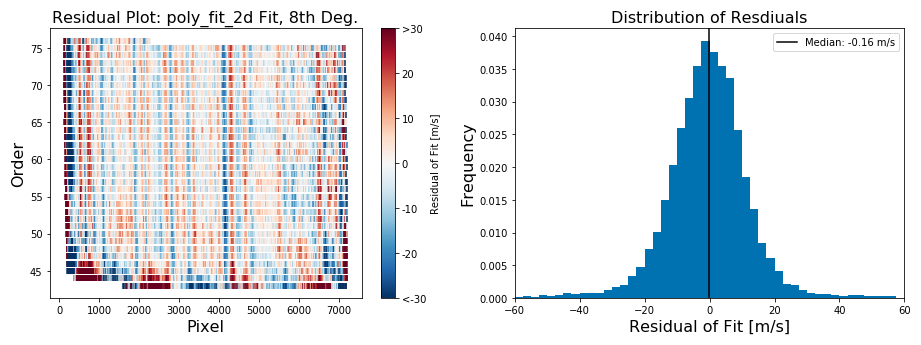 Residual Plot: poly_fit_2d Fit, 8th Deg.
75
70
65
60
55
50
45
Order
0 1000 2000 3000 4000 5000 6000 7000
Pixel
>30
20
10
0
-10
-20
<-30
Residual of Fit [m/s]
Distribution of Resdiuals
Median: -0.16 m/s
0.040
0.035
0.030
0.025
0.020
0.015
0.010
0.005
0.000
Frequency
−60 −40 −20 0 20 40 60
Residual of Fit [m/s]